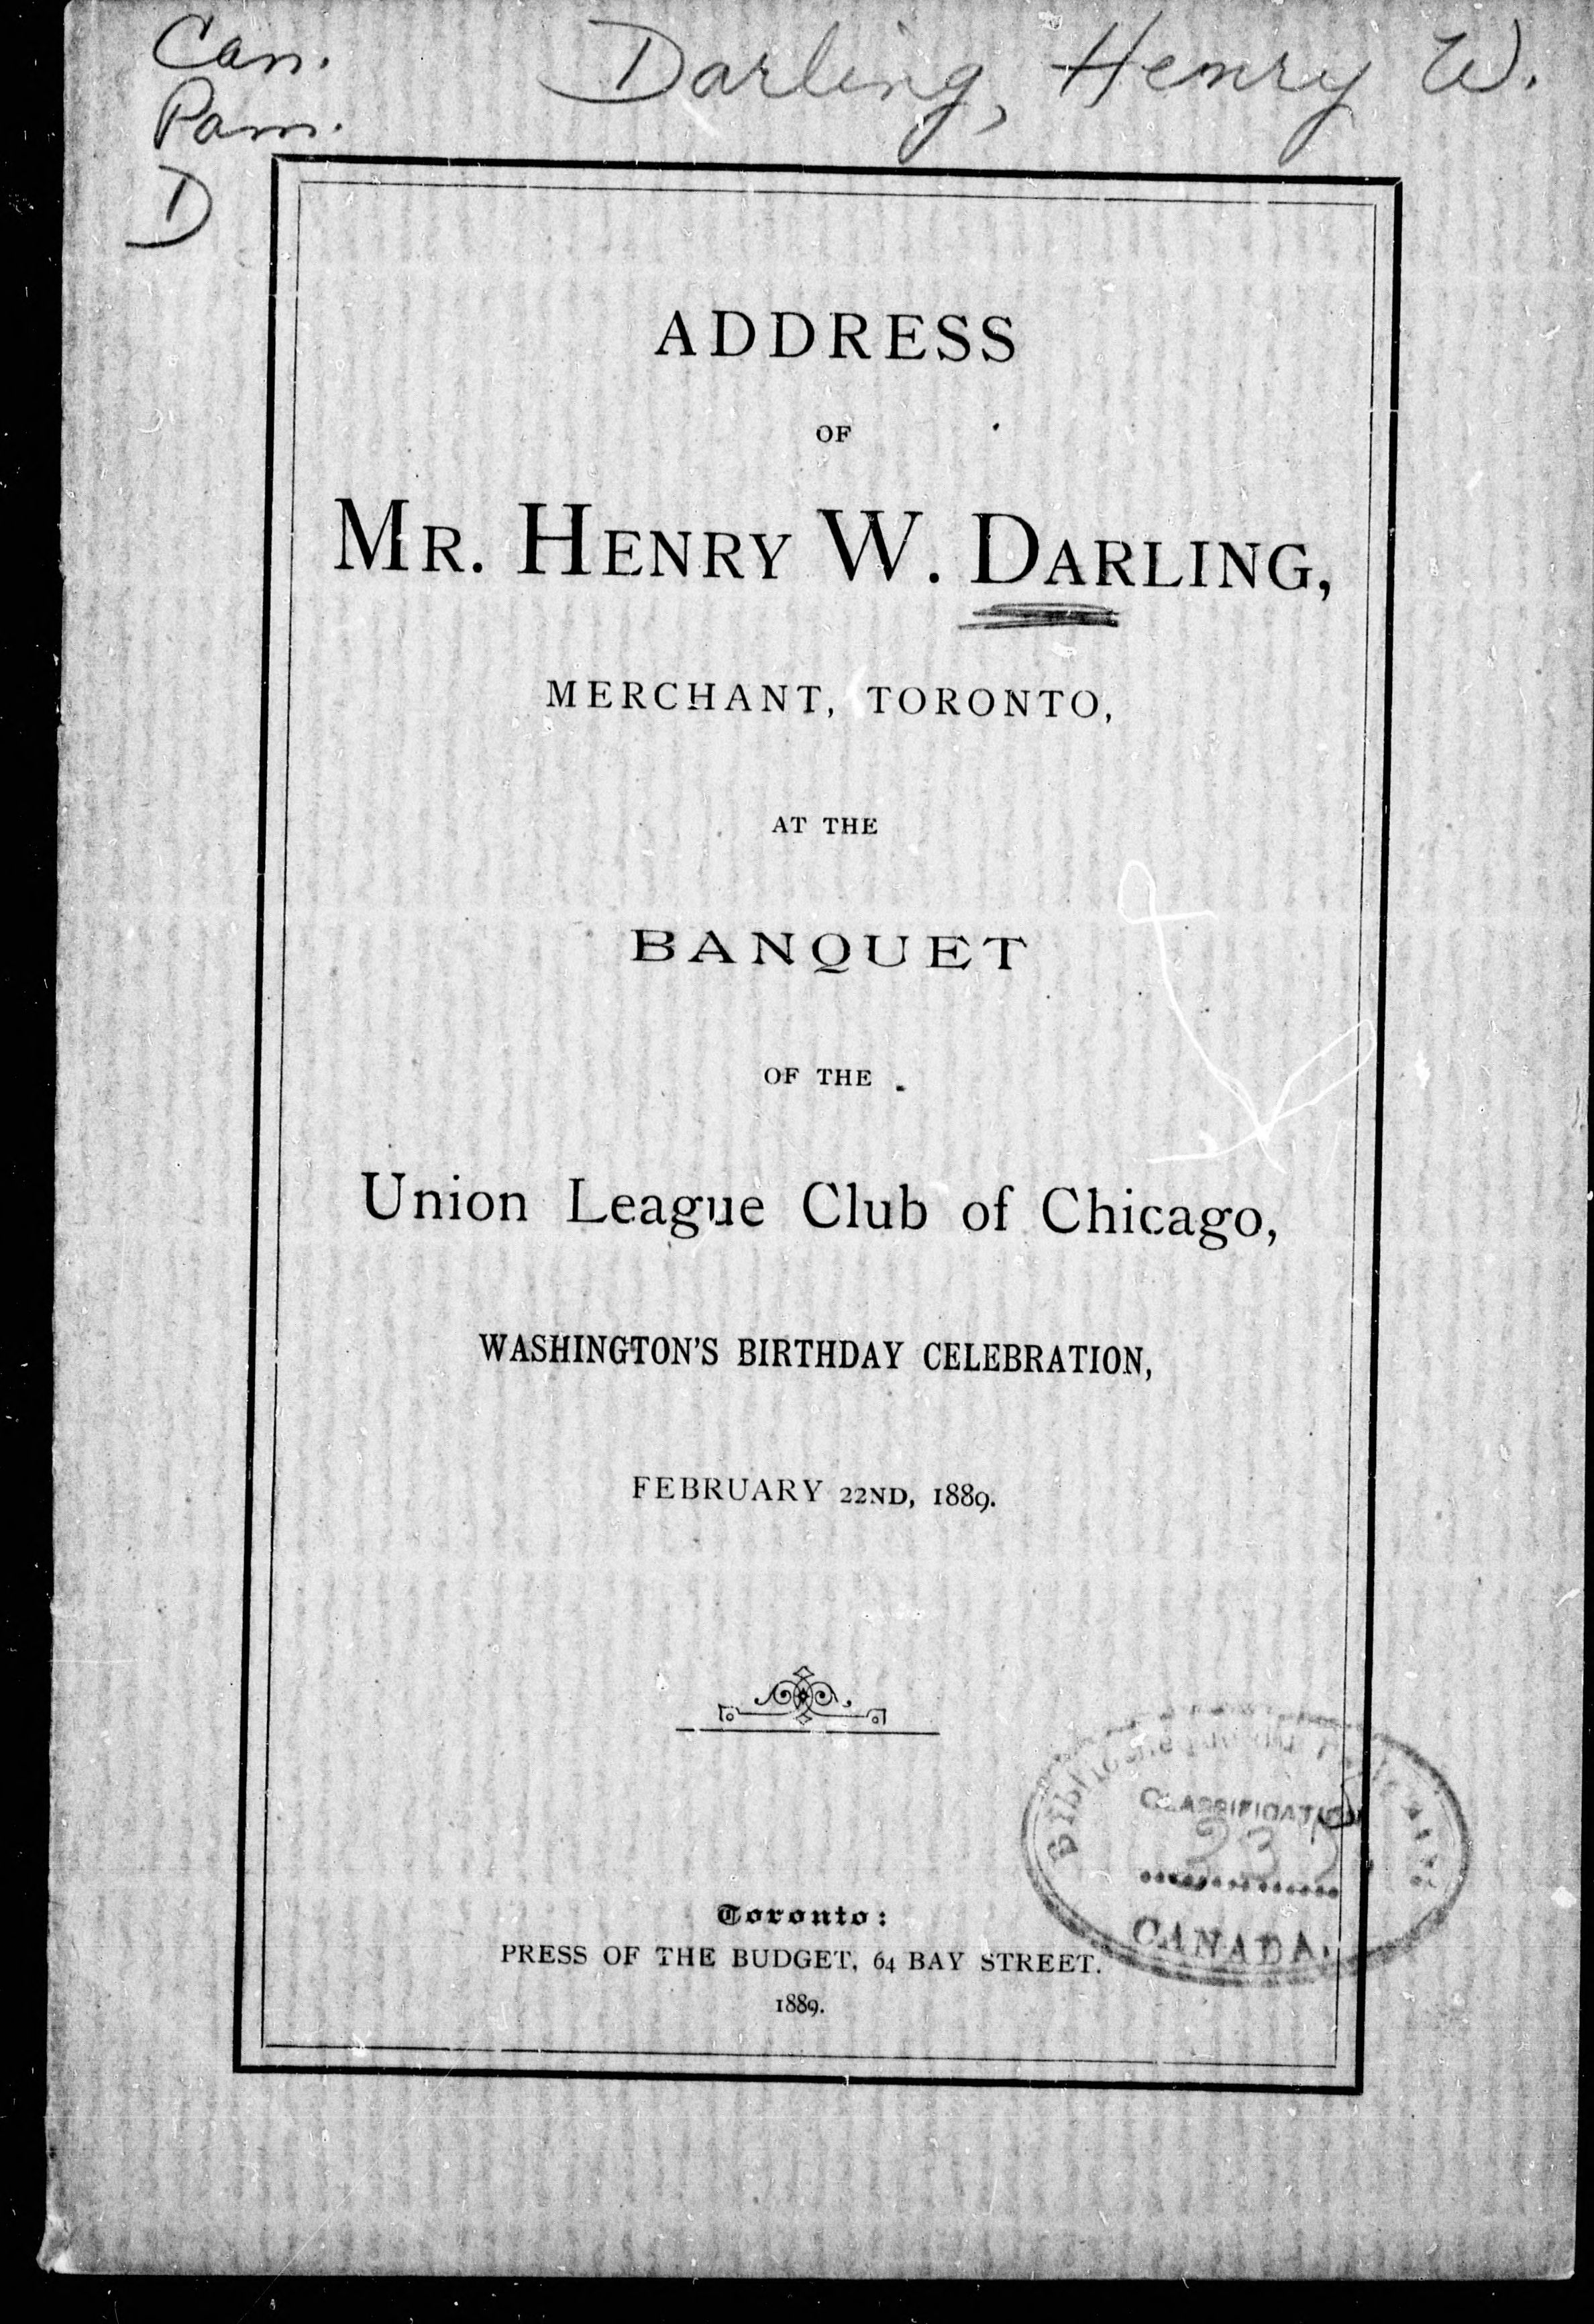 Can. Darling, Henry W.
Pam.
D
ADDRESS
OF
MR. HENRY W. DARLING,
MERCHANT, TORONTO,
AT THE
BANQUET
OF THE
Union League Club of Chicago,
WASHINGTON'S BIRTHDAY CELEBRATION,
FEBRUARY 22ND, 1889.
CLASSIFICATION
CANADA.
Toronto:
PRESS OF THE BUDGET, 64 BAY STREET.
1889.